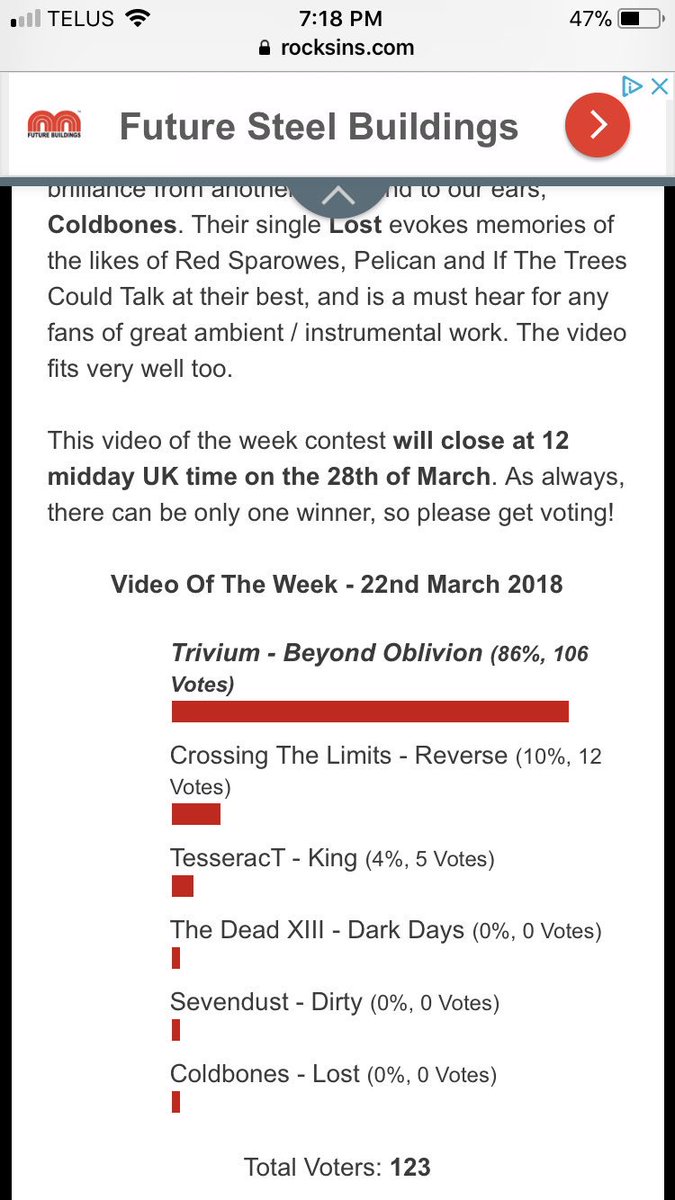 TELUS 7:18 PM 47%
rocksins.com
FUTURE BUILDINGS Future Steel Buildings
brilliance from to our ears,
Coldbones. Their single Lost evokes memories of
the likes of Red Sparowes, Pelican and If The Trees
Could Talk at their best, and is a must hear for any
fans of great ambient / instrumental work. The video
fits very well too.
This video of the week contest will close at 12
midday UK time on the 28th of March. As always,
there can be only one winner, so please get voting!
Video Of The Week - 22nd March 2018
Trivium - Beyond Oblivion (86%, 106
Votes)
Crossing The Limits - Reverse (10%, 12
Votes)
TesseracT - King (4%, 5 Votes)
The Dead XIII - Dark Days (0%, 0 Votes)
Sevendust - Dirty (0%, 0 Votes)
Coldbones - Lost (0%, 0 Votes)
Total Voters: 123